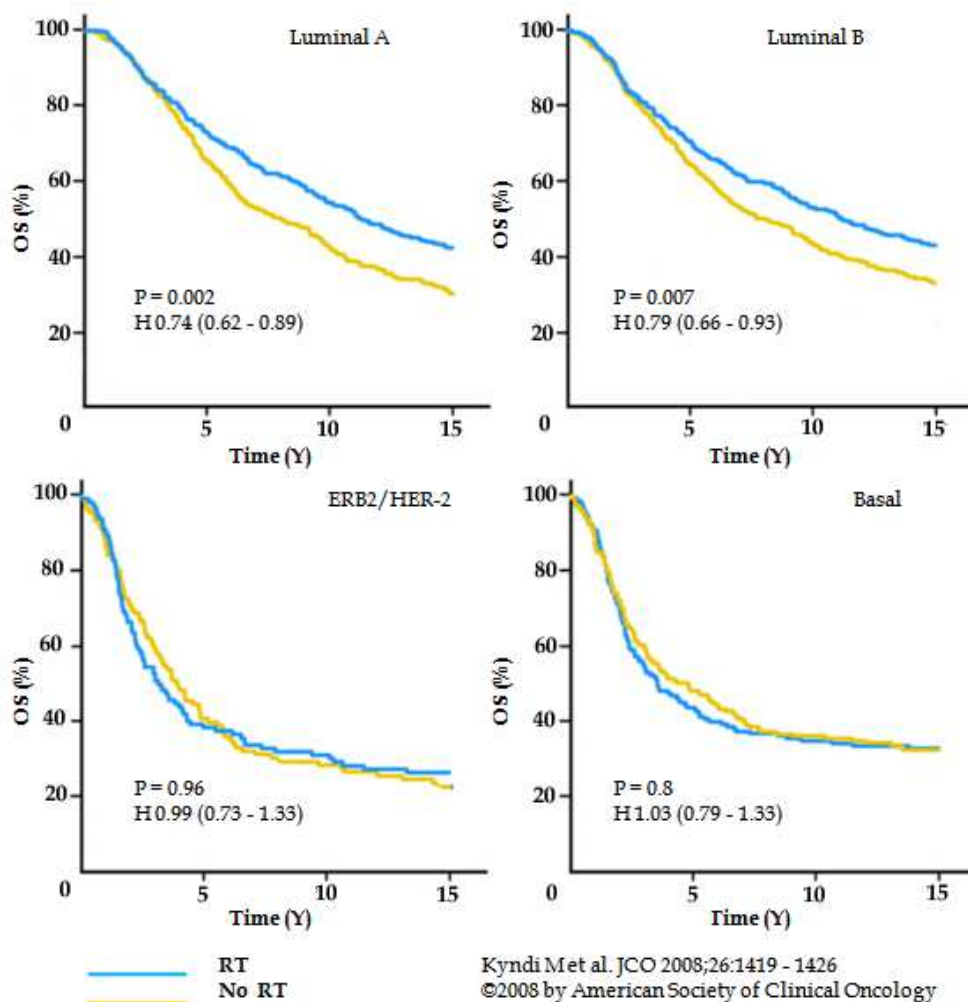 Luminal A
100
80
60
40
20
0
OS (%)
P = 0.002
H 0.74 (0.62 - 0.89)
5
10
15
Time (Y)
Luminal B
100
80
60
40
20
0
OS (%)
P = 0.007
H 0.79 (0.66 - 0.93)
5
10
15
Time (Y)
ERB2/HER-2
100
80
60
40
20
0
OS (%)
P = 0.96
H 0.99 (0.73 - 1.33)
5
10
15
Time (Y)
Basal
100
80
60
40
20
0
OS (%)
P = 0.8
H 1.03 (0.79 - 1.33)
5
10
15
Time (Y)
RT
No RT
Kyndi M et al. JCO 2008;26:1419 - 1426
©2008 by American Society of Clinical Oncology